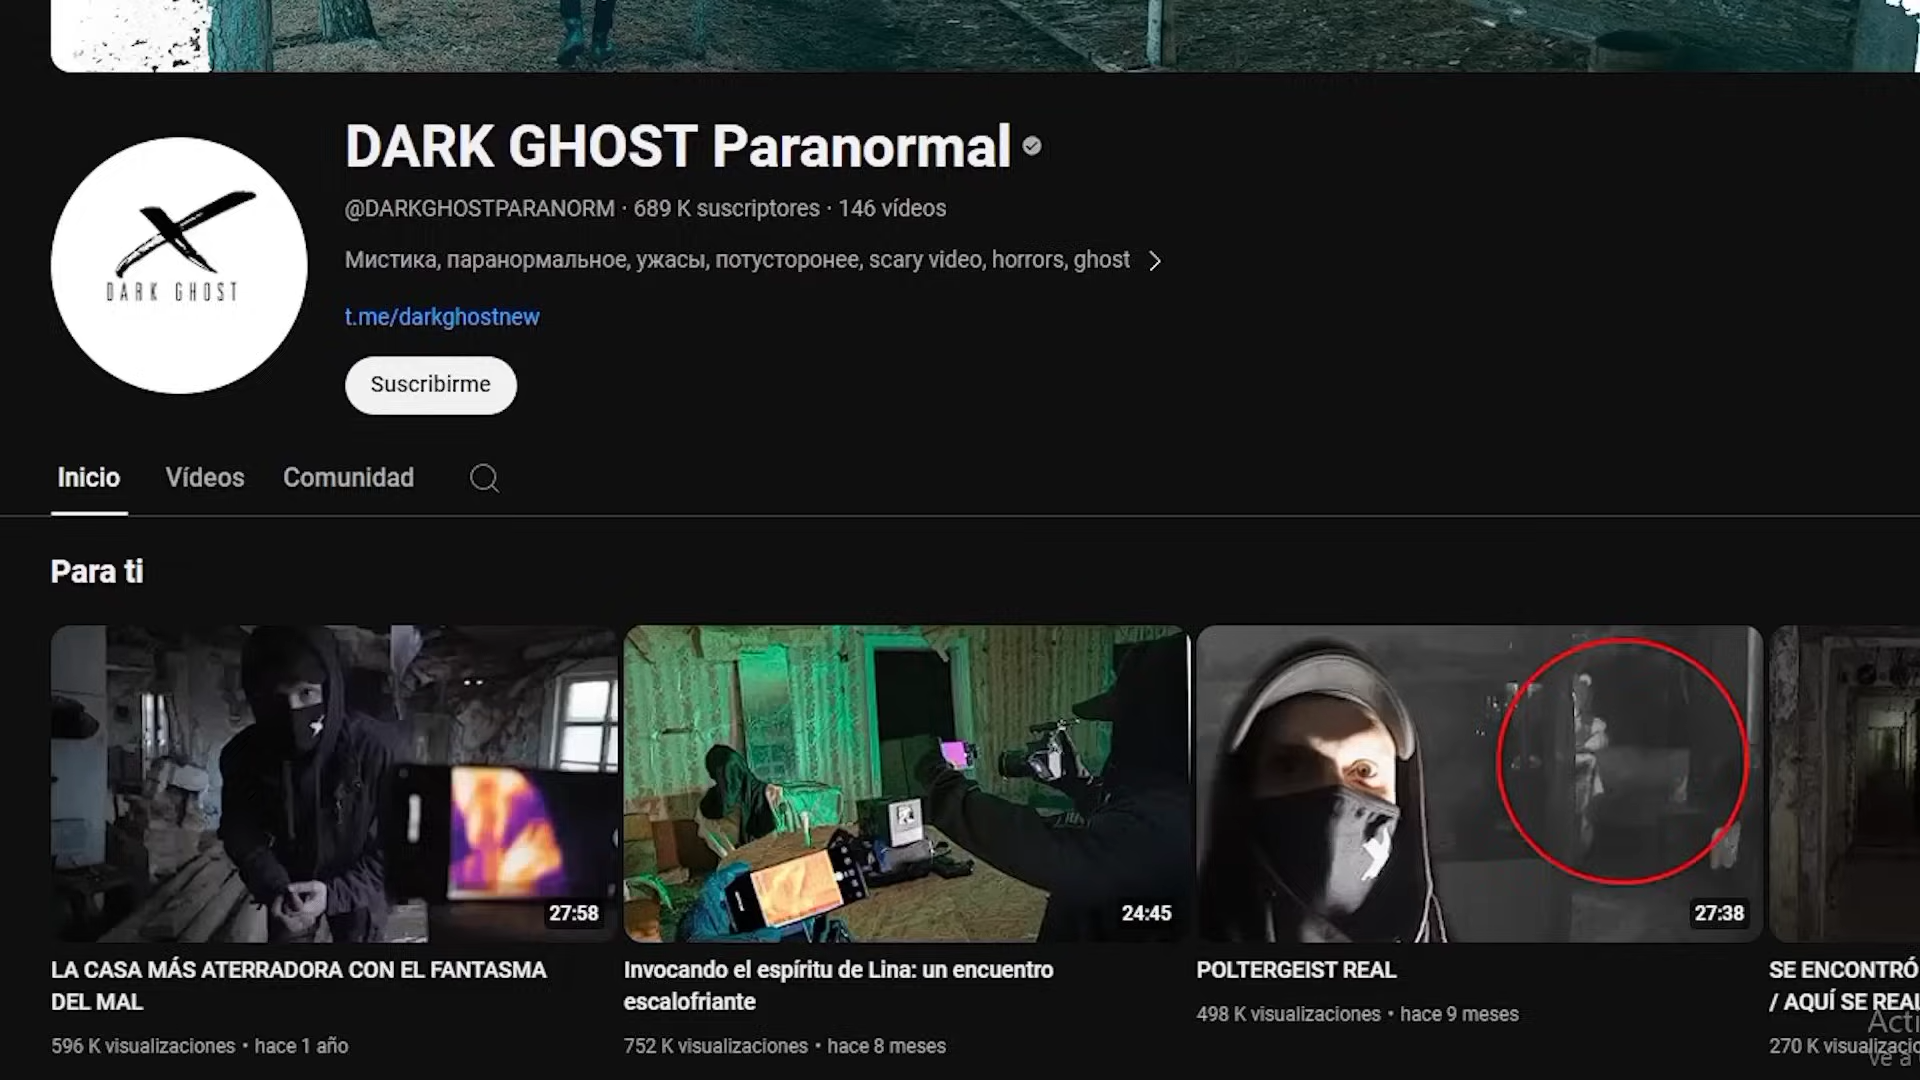 DARK GHOST Paranormal
@DARKGHOSTPARANORM · 689 K suscriptores · 146 vídeos
Мистика, паранормальное, ужасы, потусторонее, scary video, horrors, ghost
t.me/darkghostnew
DARK GHOST
Suscribirme
Inicio Vídeos Comunidad
Para ti
27:58
24:45
27:38
LA CASA MÁS ATERRADORA CON EL FANTASMA
DEL MAL
596 K visualizaciones • hace 1 año
Invocando el espíritu de Lina: un encuentro
escalofriante
752 K visualizaciones • hace 8 meses
POLTERGEIST REAL
498 K visualizaciones • hace 9 meses
SE ENCONTRÓ
/ AQUÍ SE REAL
270 K